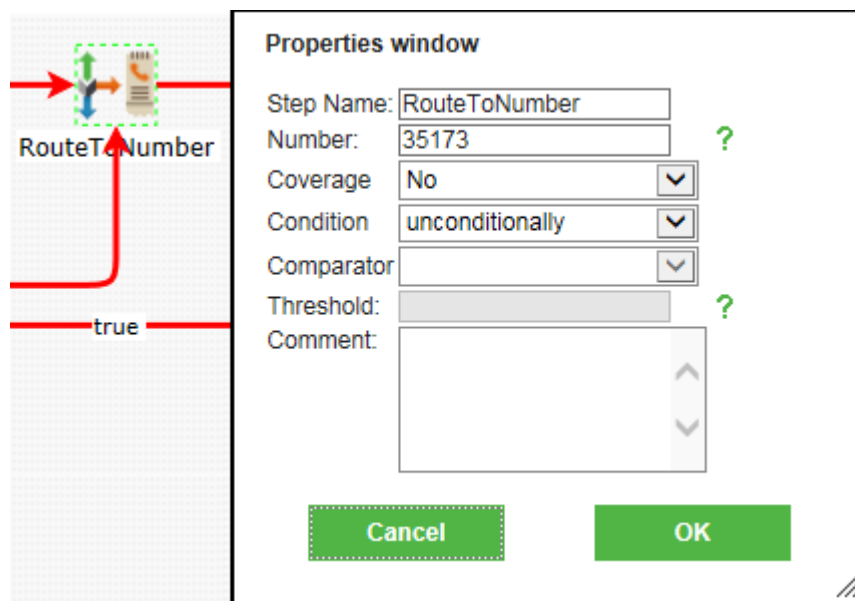 Properties window
Step Name: RouteToNumber
Number: 35173 ?
Coverage No
Condition unconditionally
Comparator
Threshold: ?
Comment:
Cancel OK
RouteToNumber
true